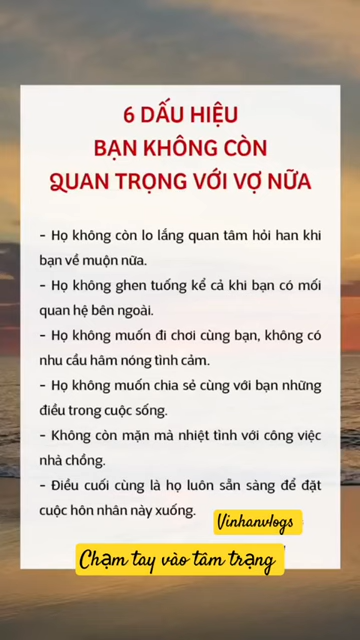 6 DẤU HIỆU
BẠN KHÔNG CÒN
QUAN TRỌNG VỚI VỢ NỮA
- Họ không còn lo lắng quan tâm hỏi han khi
bạn về muộn nữa.
- Họ không ghen tuống kể cả khi bạn có mối
quan hệ bên ngoài.
- Họ không muốn đi chơi cùng bạn, không có
nhu cầu hâm nóng tình cảm.
- Họ không muốn chia sẻ cùng với bạn những
điều trong cuộc sống.
- Không còn mặn mà nhiệt tình với công việc
nhà chồng.
- Điều cuối cùng là họ luôn sẵn sàng để đặt
cuộc hôn nhân này xuống.
Vinhanvlogs
Chạm tay vào tâm trạng